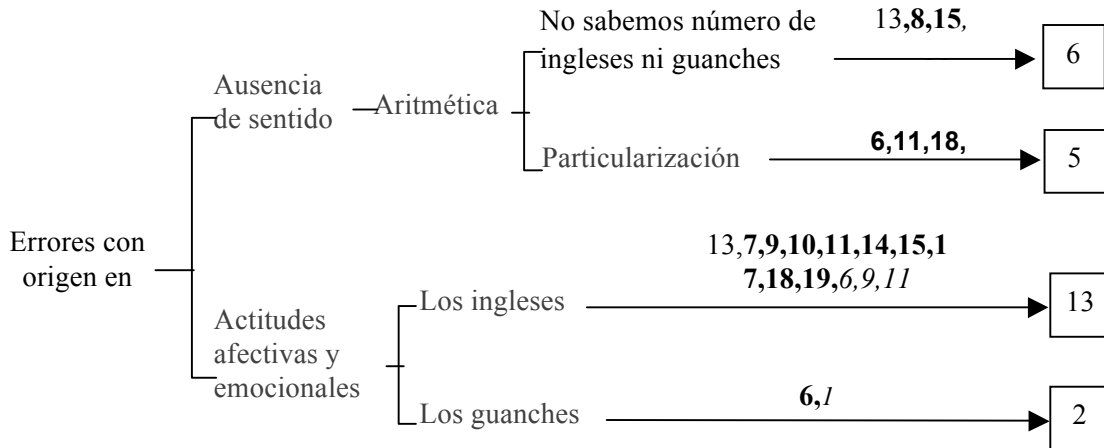 No sabemos número de
ingleses ni guanches
13,8,15,
6
Ausencia
de sentido
Aritmética
Particularización
6,11,18,
5
Errores con
origen en
13,7,9,10,11,14,15,1
7,18,19,6,9,11
Los ingleses
13
Actitudes
afectivas y
emocionales
Los guanches
6,1
2